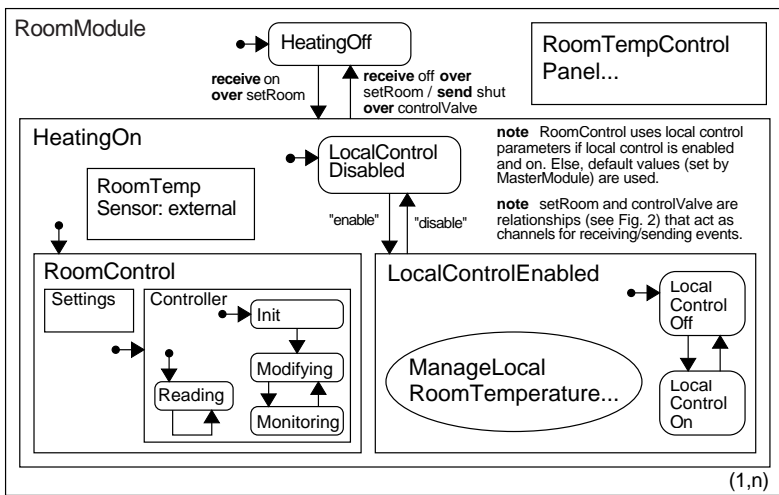 RoomModule
HeatingOff
RoomTempControl
Panel...
receive on
over setRoom
receive off over
setRoom / send shut
over controlValve
HeatingOn
LocalControl
Disabled
note RoomControl uses local control
parameters if local control is enabled
and on. Else, default values (set by
MasterModule) are used.
note setRoom and controlValve are
relationships (see Fig. 2) that act as
channels for receiving/sending events.
RoomTemp
Sensor: external
"enable"
"disable"
RoomControl
Settings
Controller
Init
Modifying
Reading
Monitoring
LocalControlEnabled
Local
Control
Off
ManageLocal
RoomTemperature...
Local
Control
On
(1,n)